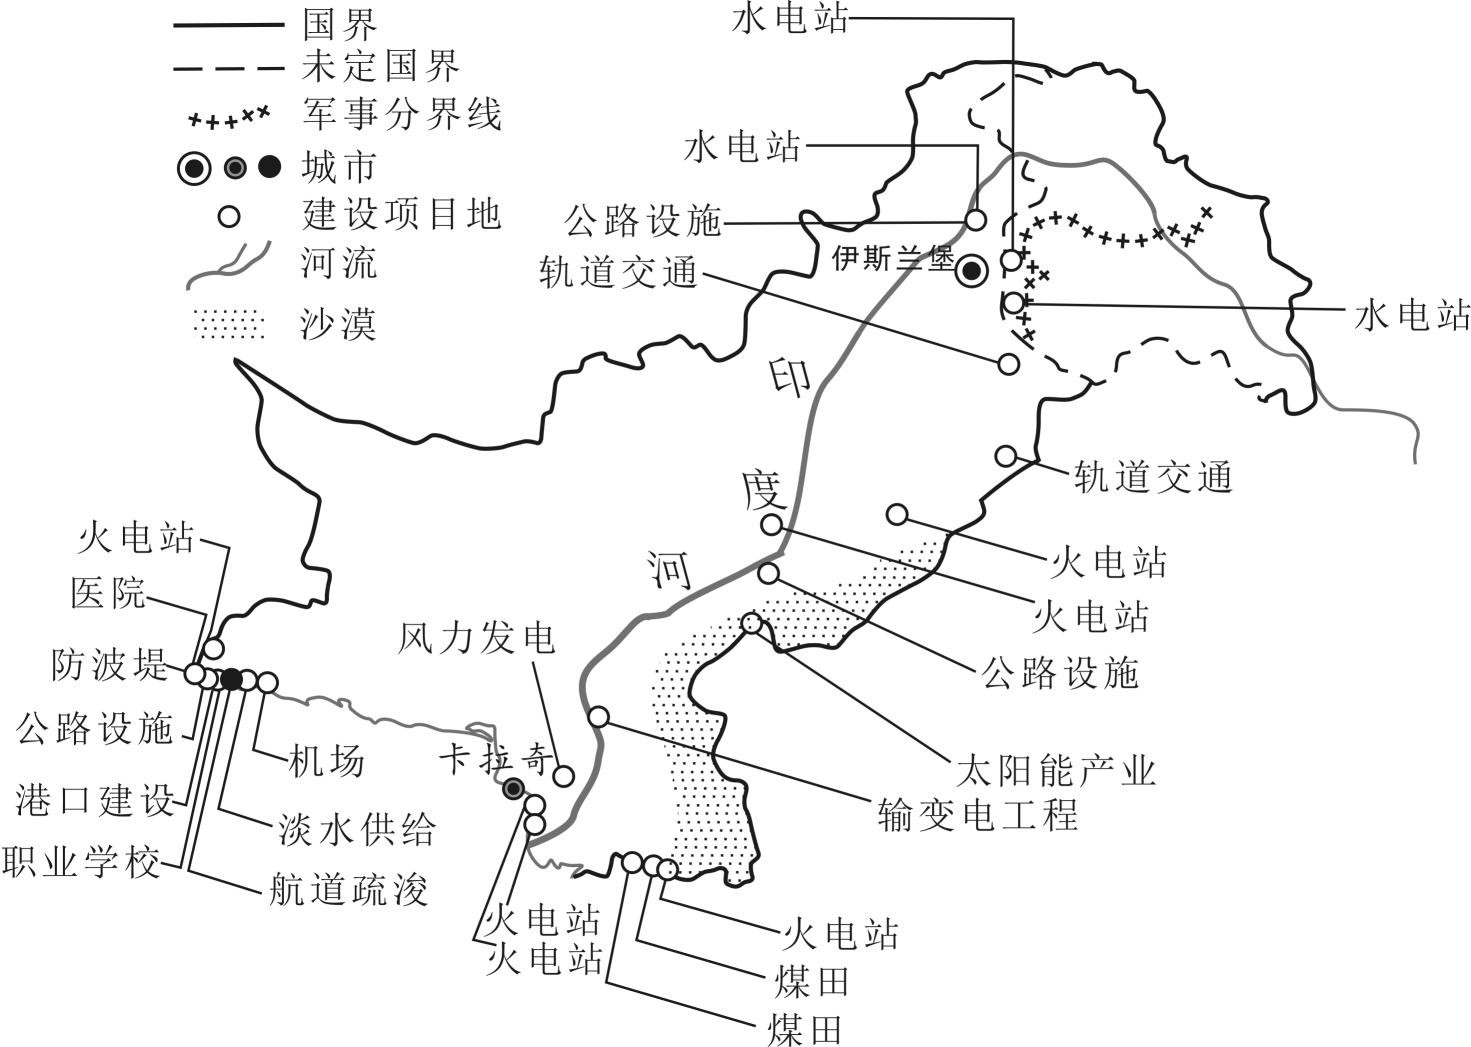 国界
未定国界
军事分界线
城市
建设项目地
河流
沙漠
水电站
水电站
公路设施
伊斯兰堡
轨道交通
水电站
印
度
河
轨道交通
火电站
火电站
公路设施
太阳能产业
输变电工程
火电站
医院
防波堤
公路设施
港口建设
职业学校
机场
淡水供给
航道疏浚
风力发电
卡拉奇
火电站
火电站
火电站
煤田
煤田